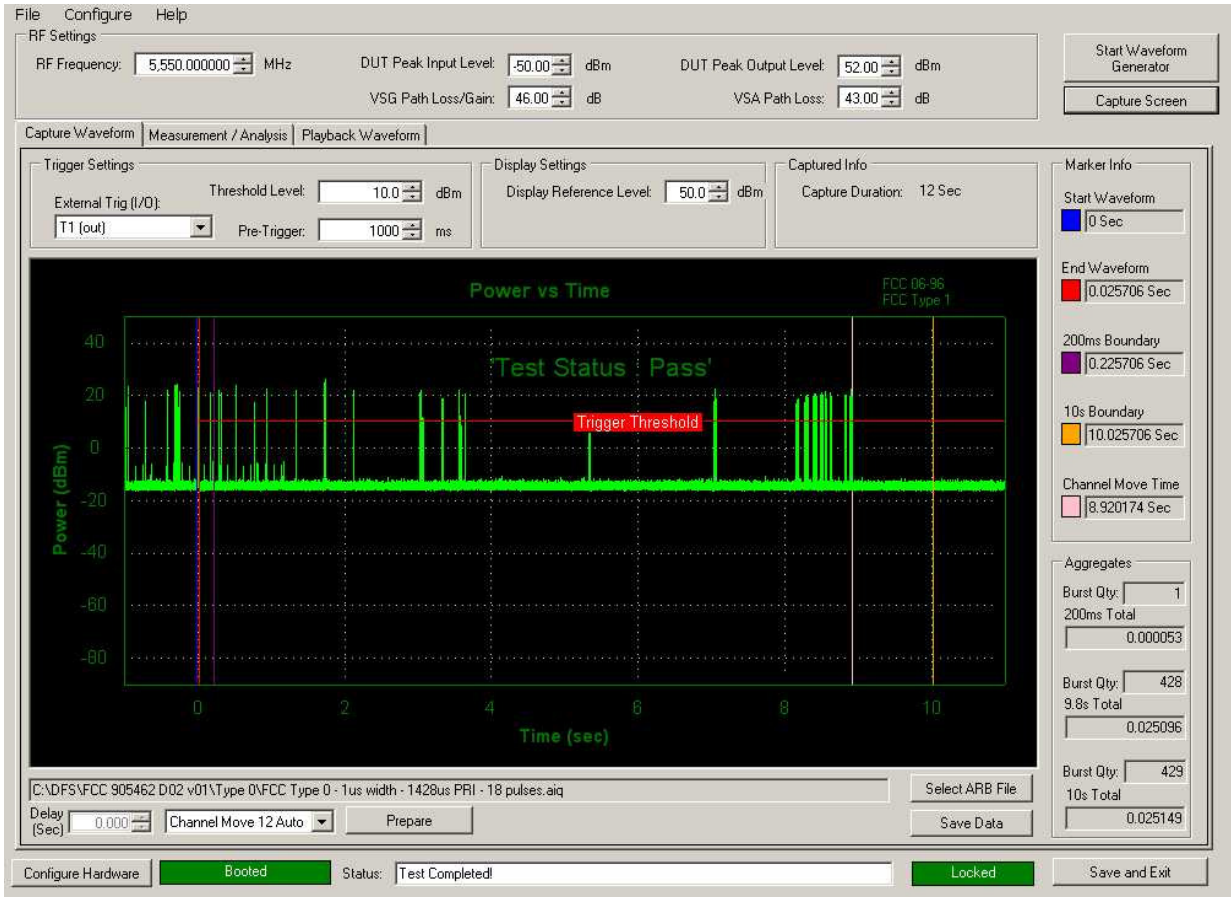 File Configure Help
RF Settings
RF Frequency: 5,550.000000 MHz
DUT Peak Input Level: -50.00 dBm
DUT Peak Output Level: 52.00 dBm
VSG Path Loss/Gain: 46.00 dB
VSA Path Loss: 43.00 dB
Start Waveform
Generator
Capture Screen
Capture Waveform Measurement / Analysis Playback Waveform
Trigger Settings
External Trig (I/O):
T1 (out)
Threshold Level: 10.0 dBm
Pre-Trigger: 1000 ms
Display Settings
Display Reference Level: 50.0 dBm
Captured Info
Capture Duration: 12 Sec
Power vs Time
FCC 06-96
FCC Type 1
'Test Status : Pass'
Trigger Threshold
Power (dBm)
40
20
0
-20
-40
-60
-80
0 2 4 6 8 10
Time (sec)
Marker Info
Start Waveform
0 Sec
End Waveform
0.025706 Sec
200ms Boundary
0.225706 Sec
10s Boundary
10.025706 Sec
Channel Move Time
8.920174 Sec
Aggregates
Burst Qty: 1
200ms Total
0.000053
Burst Qty: 428
9.8s Total
0.025096
Burst Qty: 429
10s Total
0.025149
C:\DFS\FCC 905462 D02 v01\Type 0\FCC Type 0 - 1us width - 1428us PRI - 18 pulses.aiq
Select ARB File
Delay
(Sec) 0.000 Channel Move 12 Auto Prepare
Save Data
Configure Hardware Booted Status: Test Completed! Locked Save and Exit